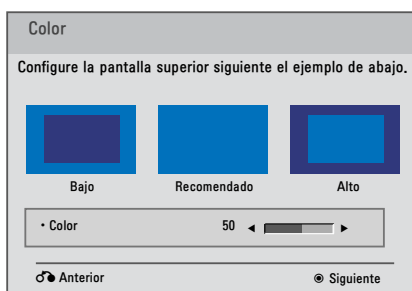 Color
Configure la pantalla superior siguiente el ejemplo de abajo.
Bajo Recomendado Alto
• Color 50 ◄ ►
Anterior ◉ Siguiente